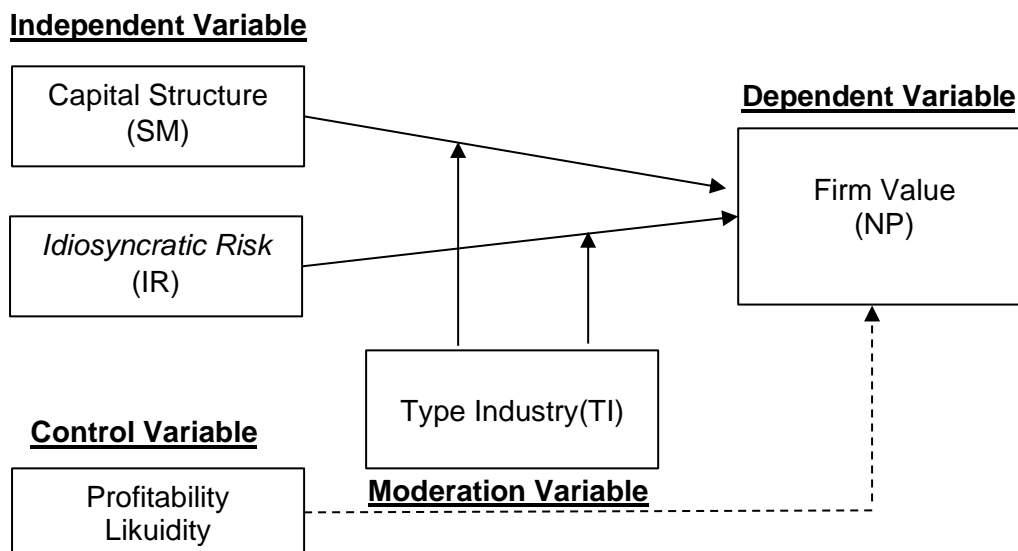 Independent Variable
Capital Structure
(SM)
Dependent Variable
Firm Value
(NP)
Idiosyncratic Risk
(IR)
Type Industry(TI)
Moderation Variable
Control Variable
Profitability
Likuidity